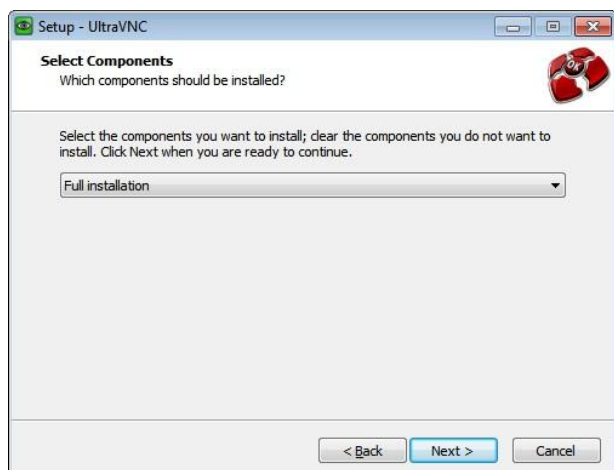 Setup - UltraVNC
Select Components
Which components should be installed?
OK
Select the components you want to install; clear the components you do not want to
install. Click Next when you are ready to continue.
Full installation
< Back
Next >
Cancel